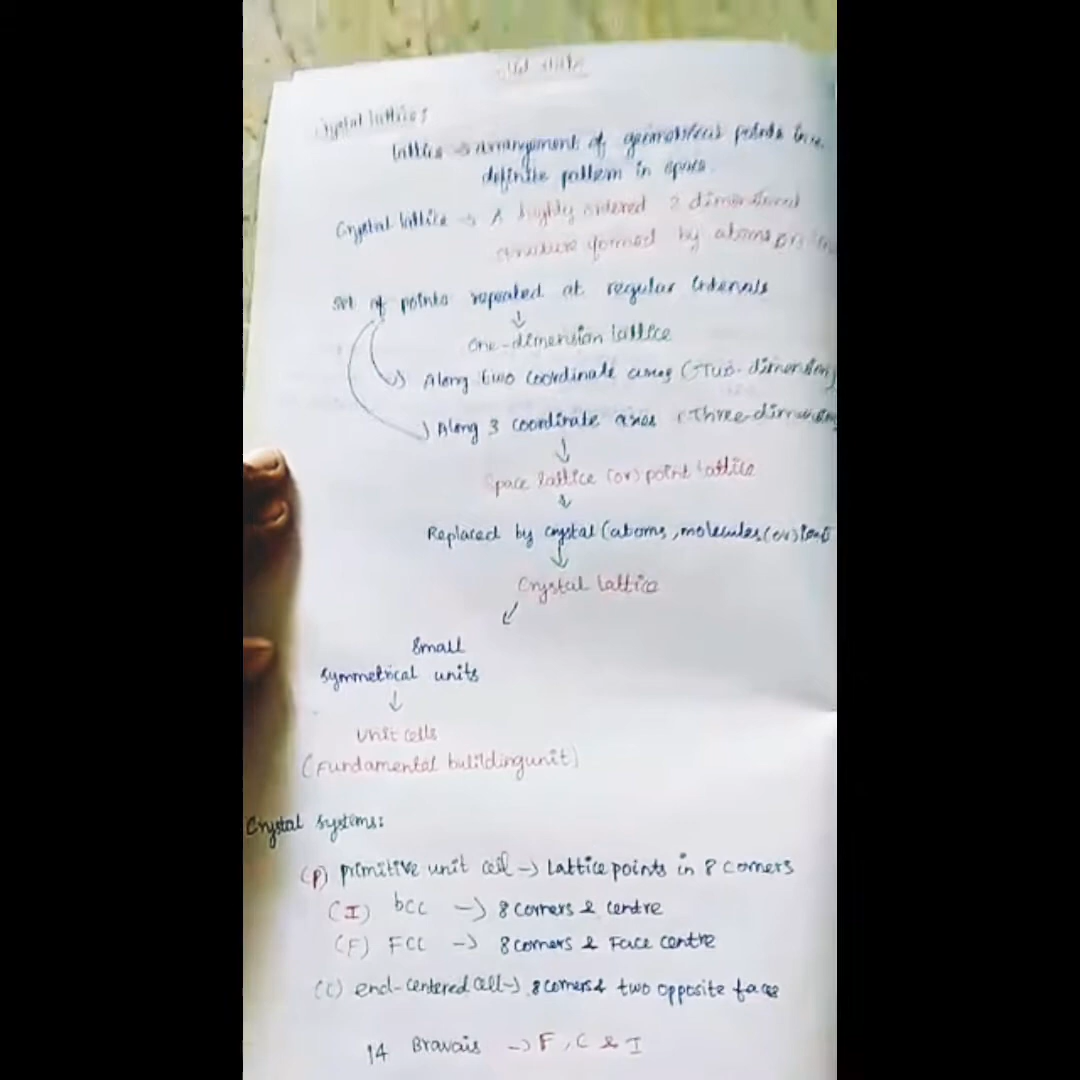 Crystal lattice:
lattice → arrangement of geometrical points in a
definite pattern in space.
Crystal lattice → A highly ordered 3 dimensional
structure formed by atoms
Set of points repeated at regular intervals
↓
One-dimension lattice
→ Along two coordinate axes (Two-dimension)
→ Along 3 coordinate axes (Three-dimension
↓
Space lattice (or) point lattice
↓
Replaced by crystal (atoms, molecules (or) ions
↓
Crystal lattice
↙
Small
symmetrical units
↓
Unit cells
(Fundamental buildingunit)
Crystal systems:
(P) primitive unit cell → Lattice points in 8 corners
(I) bcc → 8 corners & centre
(F) FCC → 8 corners & Face centre
(C) end-centered cell → 8 corners & two opposite face
14 Bravais → F, C & I